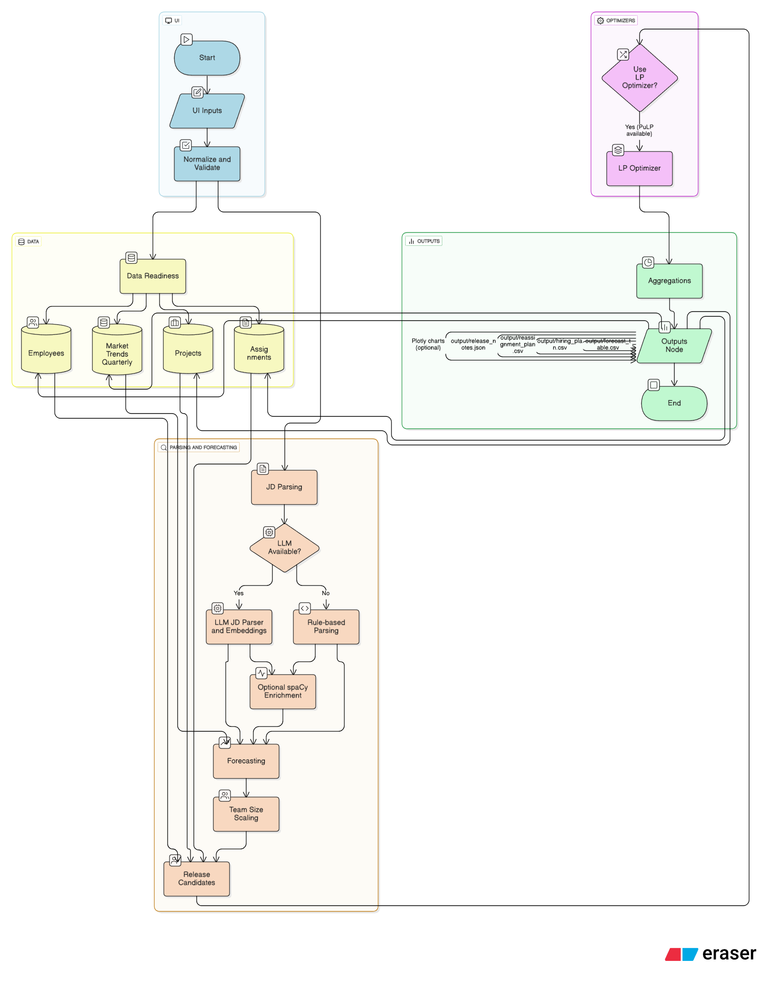 UI
Start
UI Inputs
Normalize and
Validate
OPTIMIZERS
Use
LP
Optimizer?
Yes (PuLP
available)
LP Optimizer
DATA
Data Readiness
Employees
Market
Trends
Quarterly
Projects
Assig
nments
OUTPUTS
Aggregations
Plotly charts
(optional)
output/release_n
otes.json
output/reassi
gnment_plan
.csv
output/hiring_pla
n.csv
output/forecast_t
able.csv
Outputs
Node
End
PARSING AND FORECASTING
JD Parsing
LLM
Available?
Yes
No
LLM JD Parser
and Embeddings
Rule-based
Parsing
Optional spaCy
Enrichment
Forecasting
Team Size
Scaling
Release
Candidates
eraser